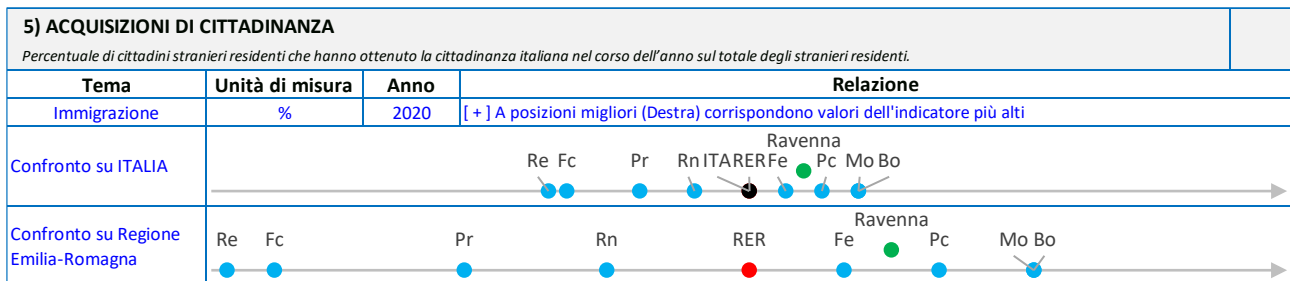 5) ACQUISIZIONI DI CITTADINANZA
Percentuale di cittadini stranieri residenti che hanno ottenuto la cittadinanza italiana nel corso dell'anno sul totale degli stranieri residenti.
Tema Unità di misura Anno Relazione
Immigrazione % 2020 [ + ] A posizioni migliori (Destra) corrispondono valori dell'indicatore più alti
Ravenna
Confronto su ITALIA Re Fc Pr Rn ITA RER Fe Pc Mo Bo
Ravenna
Confronto su Regione
Emilia-Romagna
Re Fc Pr Rn RER Fe Pc Mo Bo